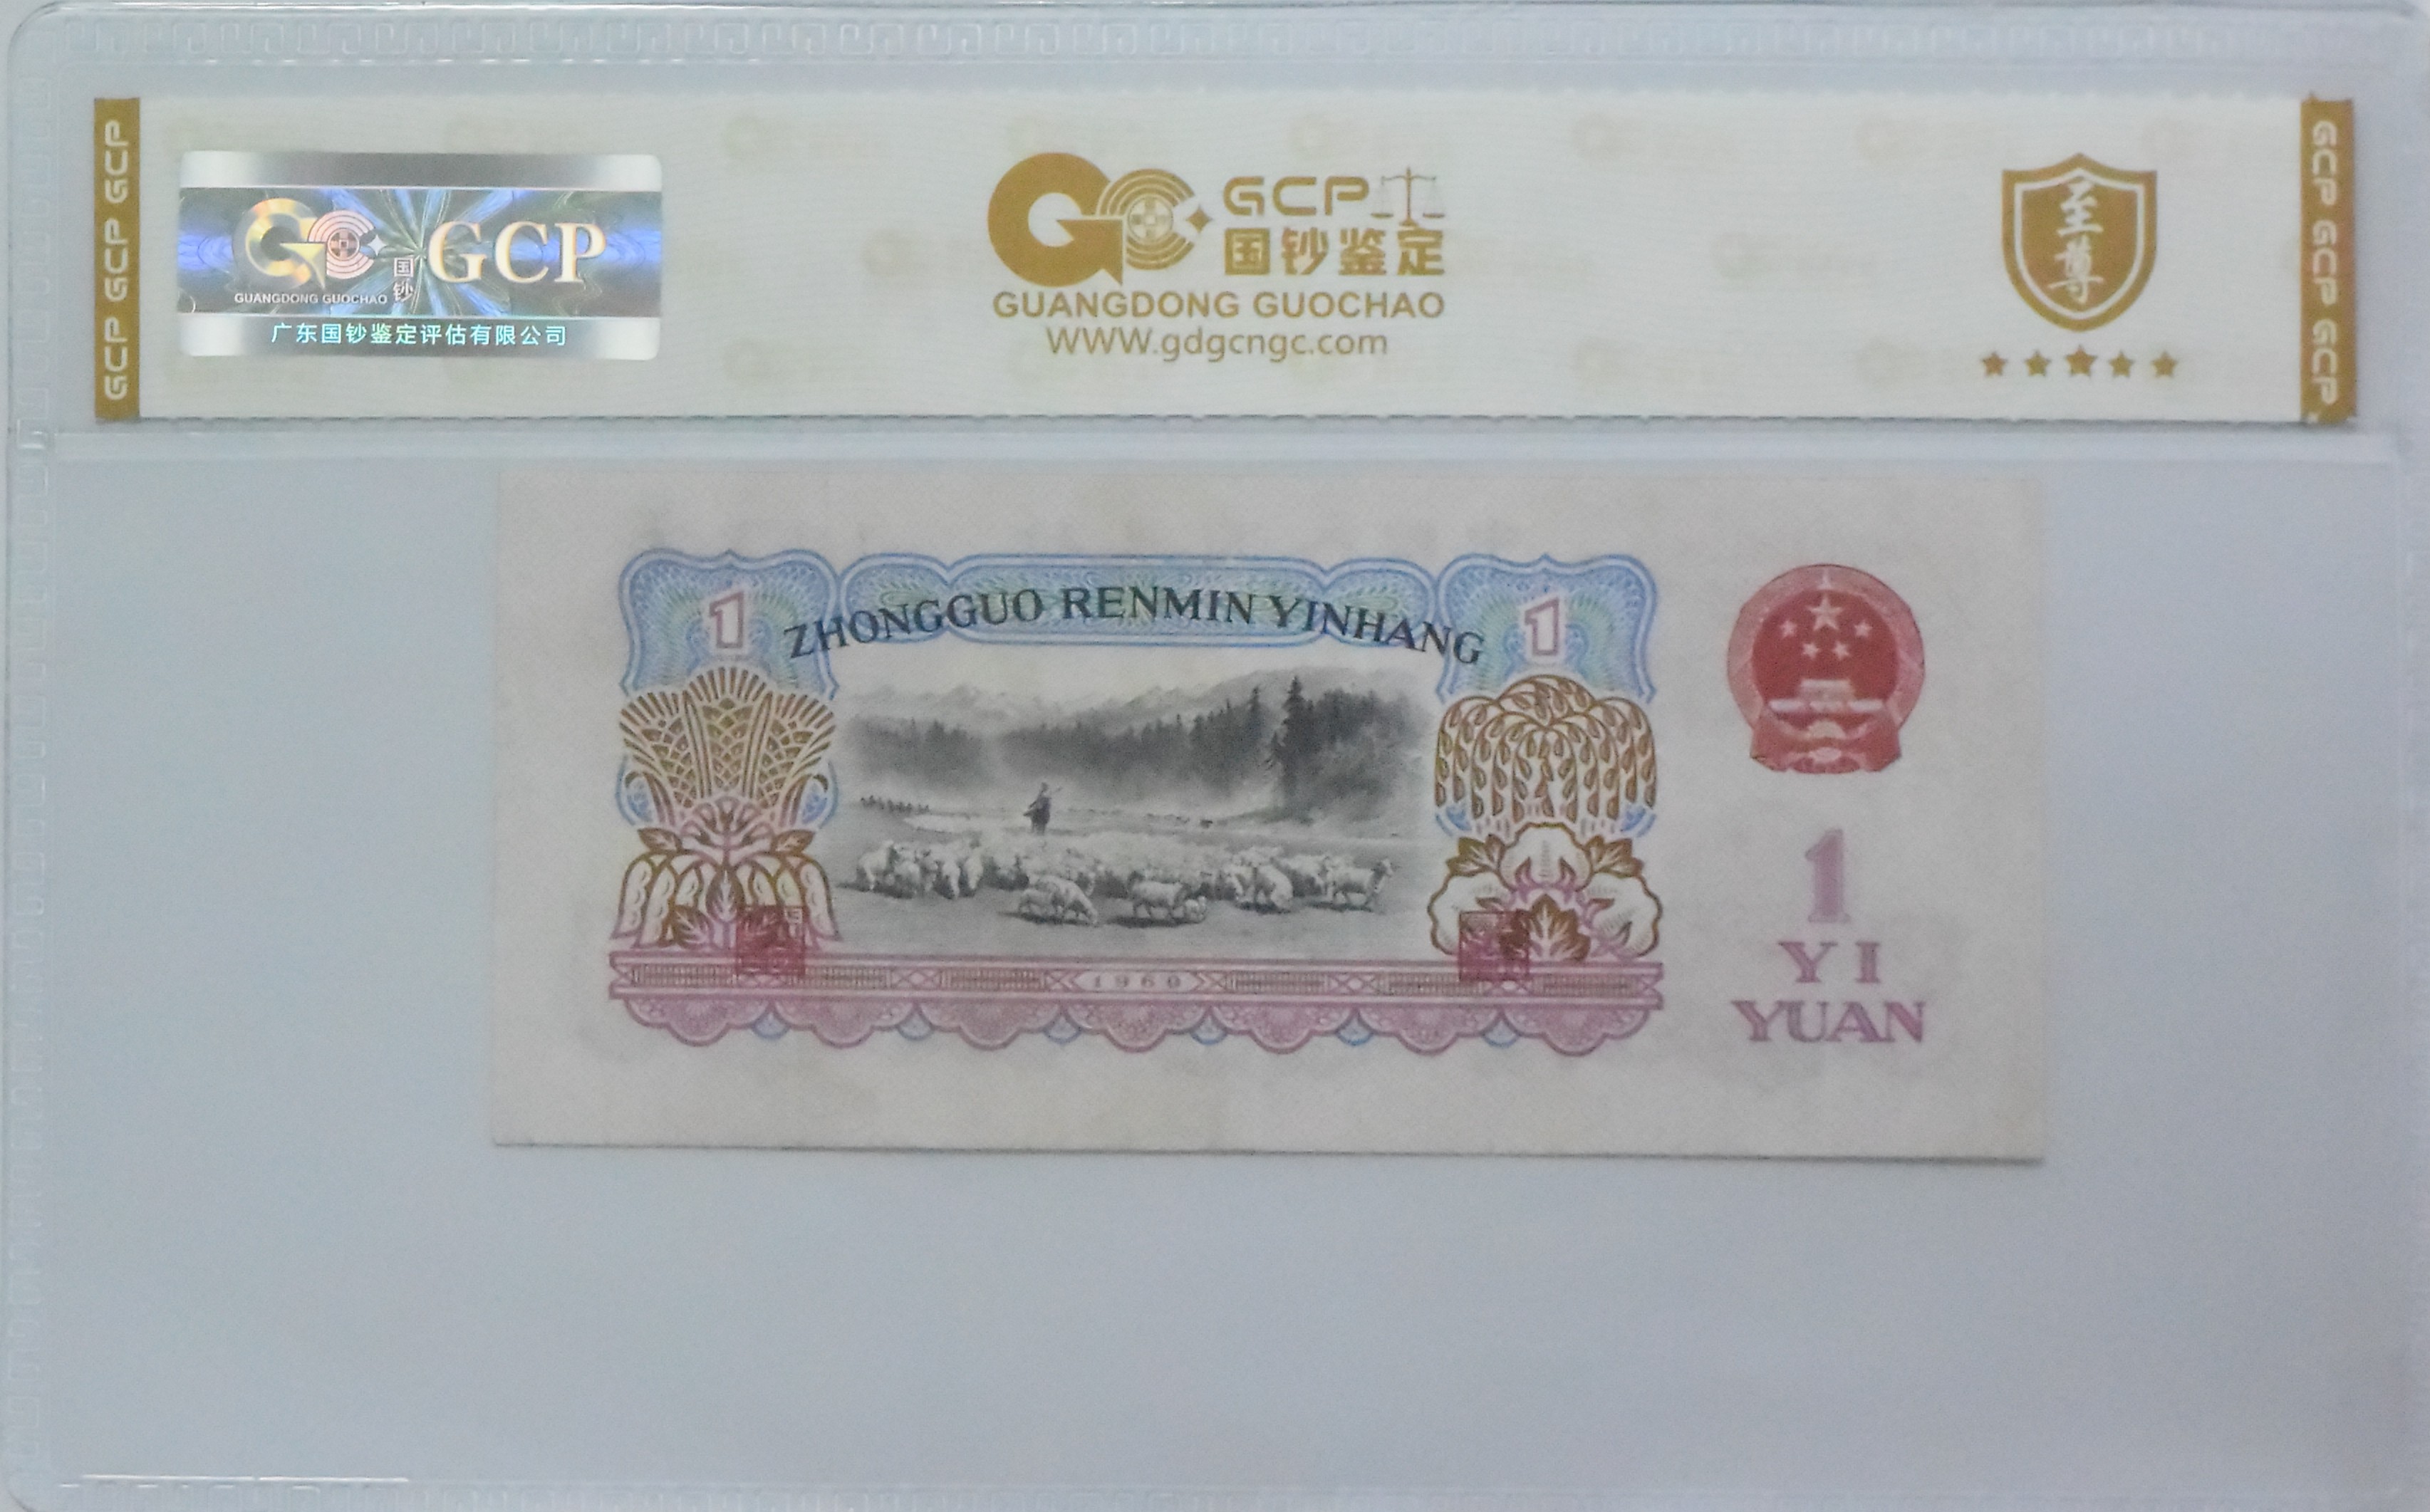 GCP GCP GCP
GCP
国钞
GUANGDONG GUOCHAO
广东国钞鉴定评估有限公司
GCP
国钞鉴定
GUANGDONG GUOCHAO
WWW.gdgcngc.com
至尊
GCP GCP GCP
1
ZHONGGUO RENMIN YINHANG
1
1
YI
YUAN
1960